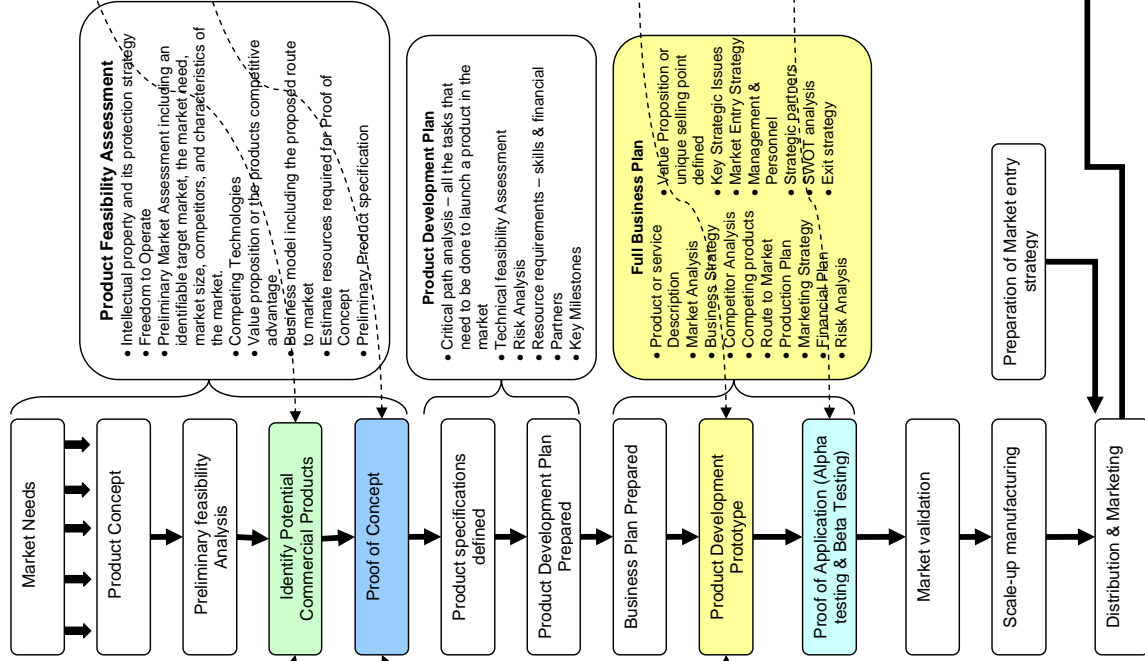 Market Needs
Product Concept
Preliminary feasibility
Analysis
Identify Potential
Commercial Products
Proof of Concept
Product specifications
defined
Product Development Plan
Prepared
Business Plan Prepared
Product Development
Prototype
Proof of Application (Alpha
testing & Beta Testing)
Market validation
Scale-up manufacturing
Distribution & Marketing
Product Feasibility Assessment
• Intellectual property and its protection strategy
• Freedom to Operate
• Preliminary Market Assessment including an
identifiable target market, the market need,
market size, competitors, and characteristics of
the market.
• Competing Technologies
• Value proposition or the products competitive
advantage
• Business model including the proposed route
to market
• Estimate resources required for Proof of
Concept
• Preliminary Product specification
Product Development Plan
• Critical path analysis – all the tasks that
need to be done to launch a product in the
market
• Technical feasibility Assessment
• Risk Analysis
• Resource requirements – skills & financial
• Partners
• Key Milestones
Full Business Plan
• Product or service
Description
• Market Analysis
• Business Strategy
• Competitor Analysis
• Competing products
• Route to Market
• Production Plan
• Marketing Strategy
• Financial Plan
• Risk Analysis
• Value Proposition or
unique selling point
defined
• Key Strategic Issues
• Market Entry Strategy
• Management &
Personnel
• Strategic partners
• SWOT analysis
• Exit strategy
Preparation of Market entry
strategy